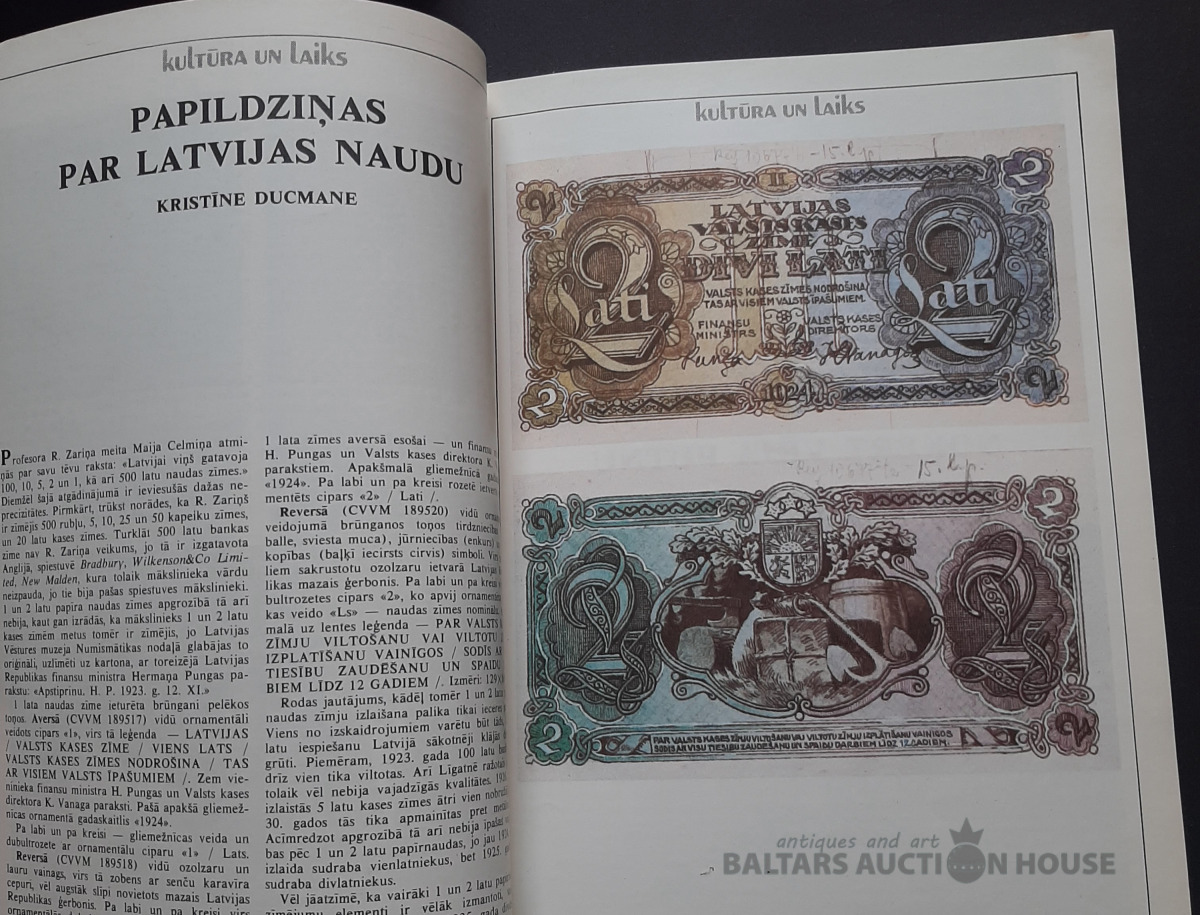 kultūra un laiks
PAPILDZIŅAS
PAR LATVIJAS NAUDU
KRISTĪNE DUCMANE
Profesora R. Zariņa meita Maija Celmiņa atmi-
ņās par savu tēvu raksta: «Latvijai viņš gatavoja
100, 10, 5, 2 un 1, kā arī 500 latu naudas zīmes.»
Diemžēl šajā atgādinājumā ir ieviesušās dažas ne-
precizitātes. Pirmkārt, trūkst norādes, ka R. Zariņš
ir zīmējis 500 rubļu, 5, 10, 25 un 50 kapeiku zīmes,
un 20 latu kases zīmes. Turklāt 500 latu bankas
zīme nav R. Zariņa veikums, jo tā ir izgatavota
Anglijā, spiestuvē Bradbury, Wilkenson&Co Limi-
ted, New Malden, kura tolaik mākslinieka vārdu
neizpauda, jo tie bija pašas spiestuves mākslinieki.
1 un 2 latu papīra naudas zīmes apgrozībā tā arī
nebija, kaut gan izrādās, ka mākslinieks 1 un 2 latu
kases zīmēm metus tomēr ir zīmējis, jo Latvijas
Vēstures muzeja Numismātikas nodaļā glabājas to
oriģināli, uzlīmēti uz kartona, ar toreizējā Latvijas
Republikas finansu ministra Hermaņa Pungas pa-
rakstu: «Apstiprinu. H. P. 1923. g. 12. XI.»
1 lata naudas zīme ieturēta brūngani pelēkos
toņos. Aversā (CVVM 189517) vidū ornamentāli
veidots cipars «1», virs tā leģenda — LATVIJAS
/ VALSTS KASES ZĪME / VIENS LATS /
VALSTS KASES ZĪMES NODROŠINA / TAS
AR VISIEM VALSTS ĪPAŠUMIEM /. Zem vie-
ninieka finansu ministra H. Pungas un Valsts kases
direktora K. Vanaga paraksti. Pašā apakšā gliemež-
nīcas ornamentā gadaskaitlis «1924».
Pa labi un pa kreisi — gliemežnīcas veida un
dubultrozete ar ornamentālu ciparu «1» / Lats.
Reversā (CVVM 189518) vidū ozolzaru un
lauru vainags, virs tā zobens ar senču karavīra
cepuri, vēl augstāk slīpi novietots mazais Latvijas
Republikas ģerbonis. Pa labi un pa kreisi virs
1 lata zīmes aversā esošai — un finansu
H. Pungas un Valsts kases direktora K.
parakstiem. Apakšmalā gliemežnīcā
«1924». Pa labi un pa kreisi rozetē ietverts
mentēts cipars «2» / Lati /.
Reversā (CVVM 189520) vidū
veidojumā brūnganos toņos tirdzniecības
balle, sviesta muca), jūrniecības (enkurs)
kopības (baļķī iecirsts cirvis) simboli. Virs
liem sakrustotu ozolzaru ietvarā Latvijas
likas mazais ģerbonis. Pa labi un pa kreisi
bultrozetes cipars «2», ko apvij
kas veido «Ls» — naudas zīmes
malā uz lentes leģenda — PAR VALSTS
ZĪMJU VILTOŠANU VAI VILTOTU
IZPLATĪŠANU VAINĪGOS / SODĪS AR
TIESĪBU ZAUDĒŠANU UN SPAIDU
BIEM LĪDZ 12 GADIEM /. Izmēri: 129
Rodas jautājums, kādēļ tomēr 1 un 2 latu
naudas zīmju izlaišana palika tikai
Viens no izskaidrojumiem varētu būt tāds,
latu iespiešanu Latvijā sākotnēji klājās
grūti. Piemēram, 1923. gada 100 latu
drīz vien tika viltotas. Arī Līgatnē
tolaik vēl nebija vajadzīgās kvalitātes.
izlaistās 5 latu kases zīmes ātri vien
30. gados tās tika apmainītas pret
Acīmredzot apgrozībā tā arī nebija īpašas
bas pēc 1 un 2 latu papīrnaudas, jo jau
izlaida sudraba vienlatniekus, bet 1925.
sudraba divlatniekus.
Vēl jāatzīmē, ka vairāki 1 un 2 latu
zīmējumu elementi ir vēlāk izmantoti,
kultūra un laiks
15.
II
2
2
LATVIJAS
VALSTS KASES
ZĪME
DIVI LATI
2 Lati
2 Lati
VALSTS KASES ZĪMES NODROŠINA
TAS AR VISIEM VALSTS ĪPAŠUMIEM.
FINANSU
MINISTRS
VALSTS KASES
DIREKTORS
2
1924
2
15.
2
2
2
2
2
PAR VALSTS KASES ZĪMJU VILTOŠANU VAI VILTOTU ZĪMJU IZPLATĪŠANU VAINĪGOS
SODĪS AR VISU TIESĪBU ZAUDĒŠANU UN SPAIDU DARBIEM LĪDZ 12 GADIEM.
2
antiques and art
BALTARS AUCTION HOUSE